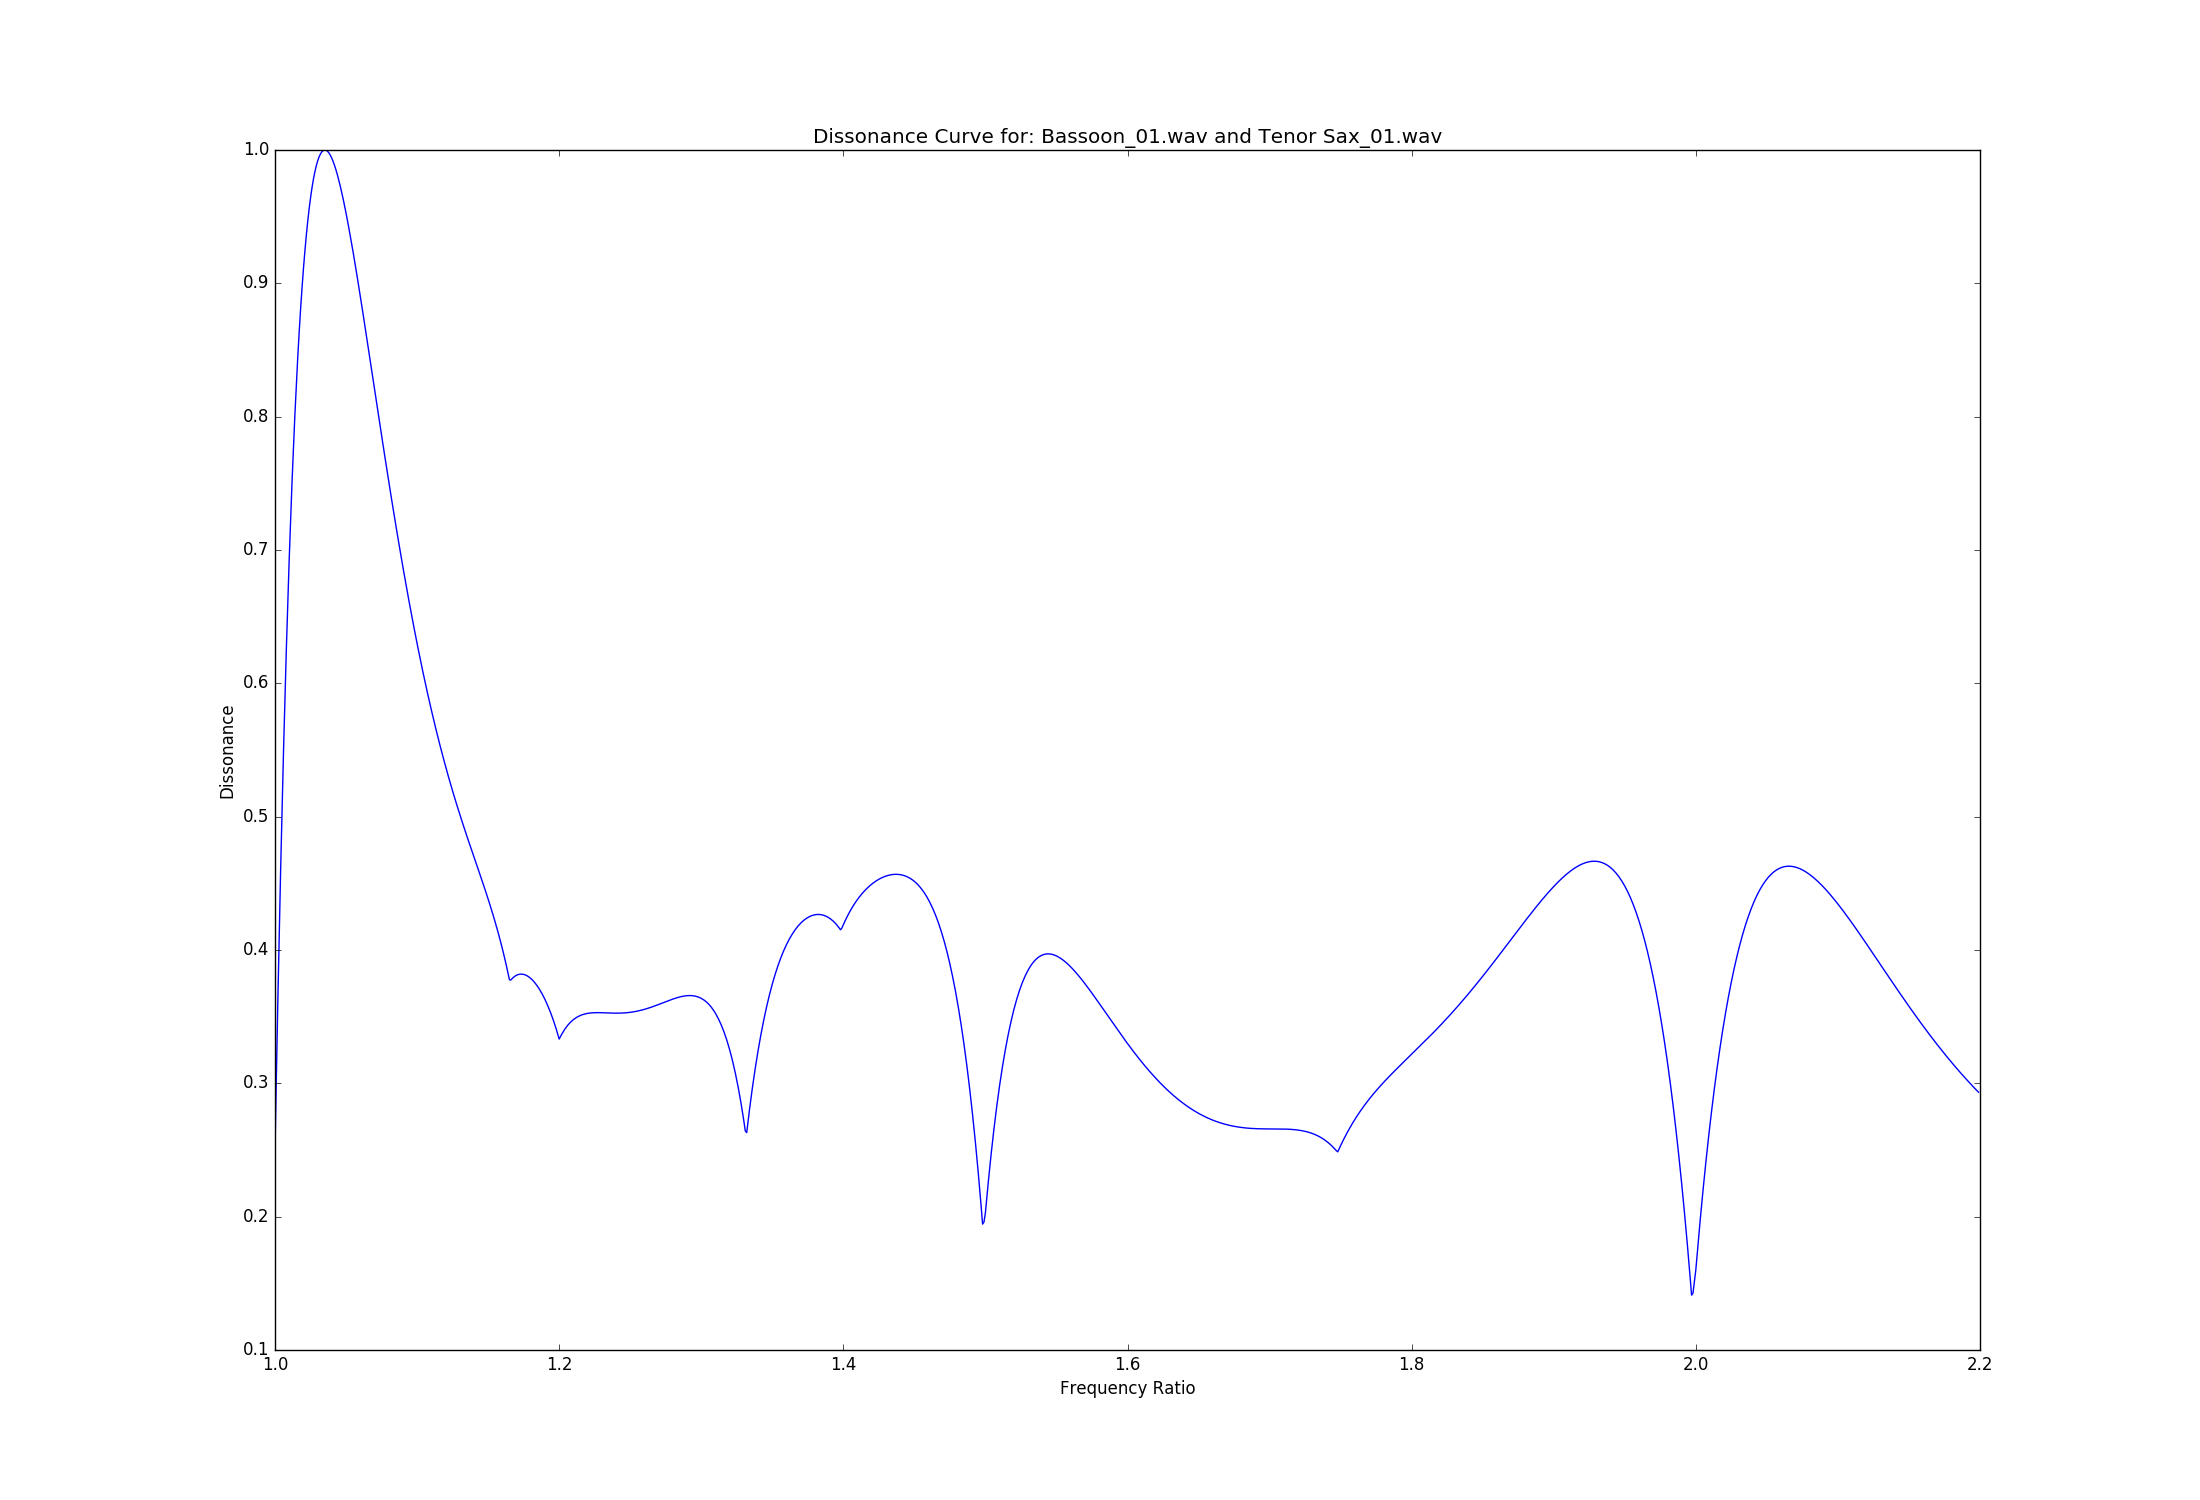 Dissonance Curve for: Bassoon_01.wav and Tenor Sax_01.wav
1.0
0.9
0.8
0.7
0.6
0.5
0.4
0.3
0.2
0.1
Dissonance
1.0 1.2 1.4 1.6 1.8 2.0 2.2
Frequency Ratio